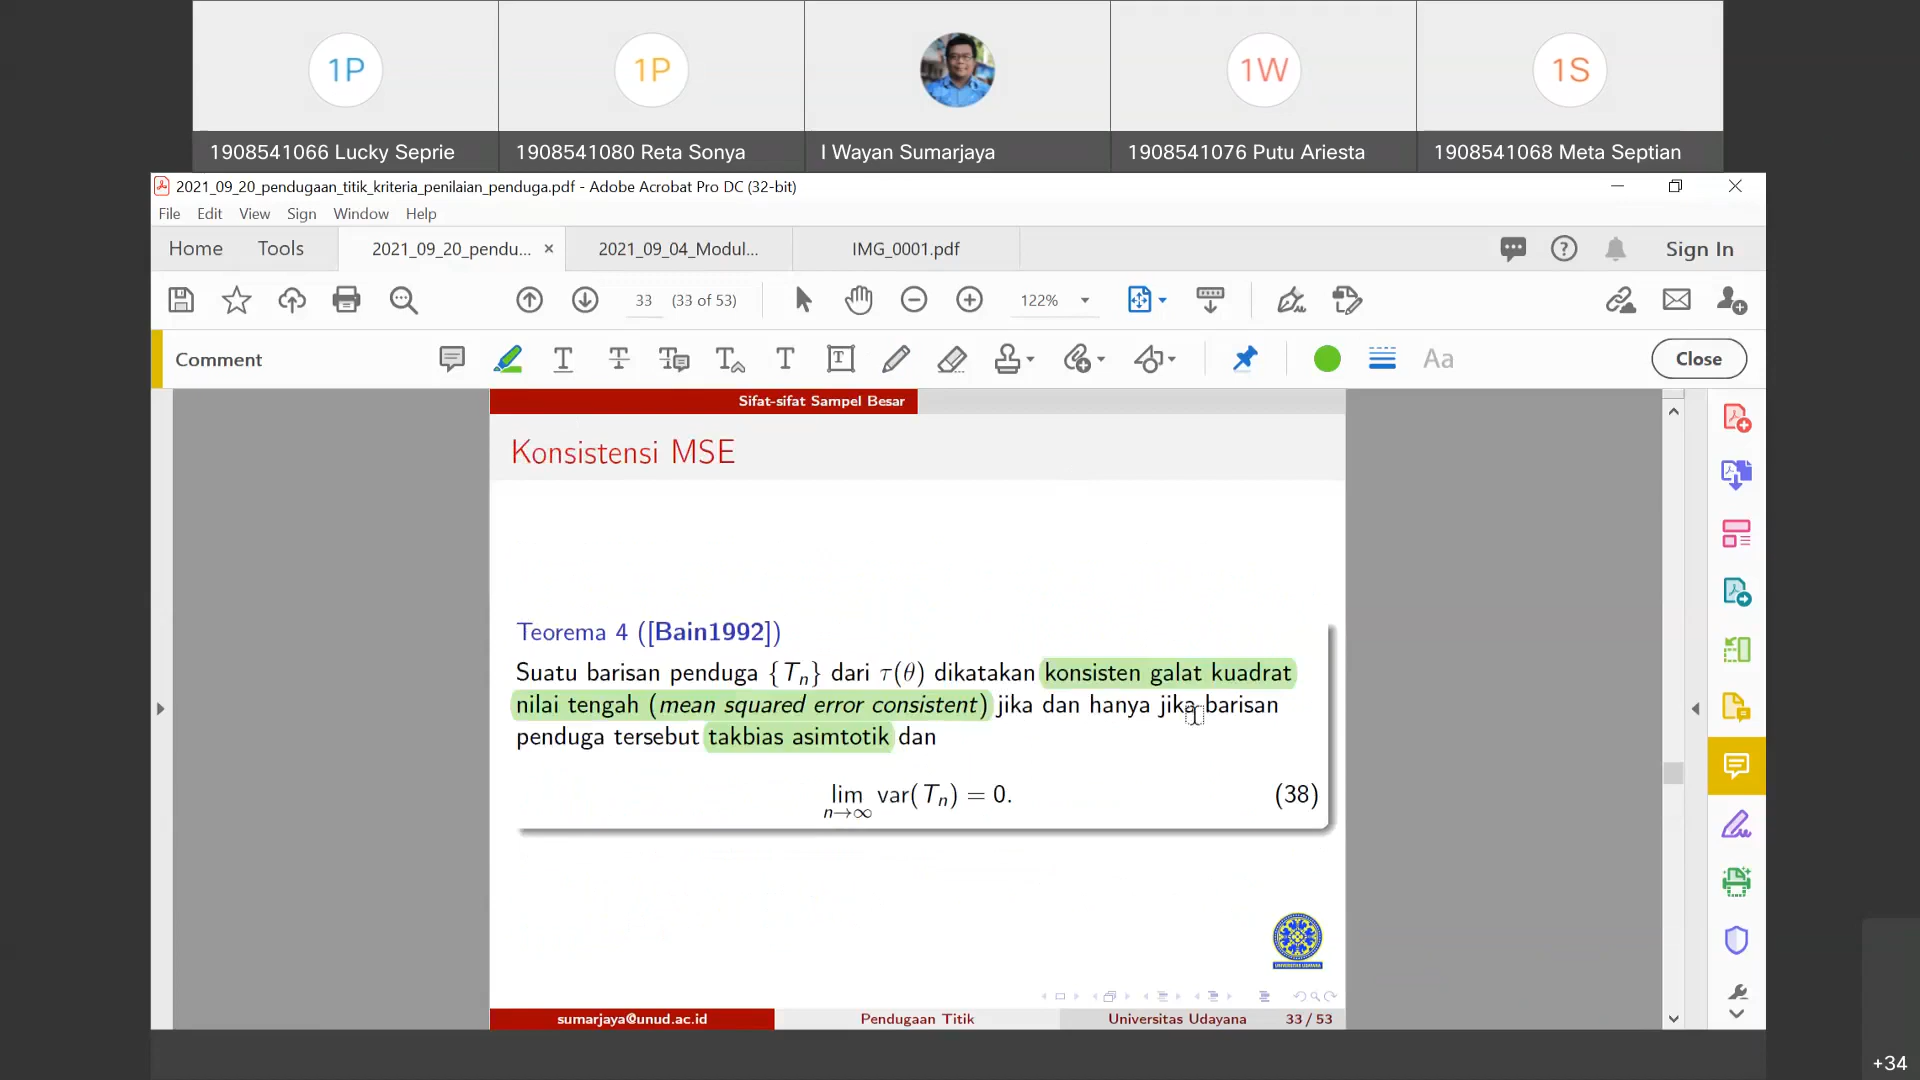 1P
1P
1W
1S
1908541066 Lucky Seprie
1908541080 Reta Sonya
I Wayan Sumarjaya
1908541076 Putu Ariesta
1908541068 Meta Septian
2021_09_20_pendugaan_titik_kriteria_penilaian_penduga.pdf - Adobe Acrobat Pro DC (32-bit)
File Edit View Sign Window Help
Home Tools 2021_09_20_pendu... × 2021_09_04_Modul... IMG_0001.pdf Sign In
33 (33 of 53) 122%
Comment Aa Close
Sifat-sifat Sampel Besar
Konsistensi MSE
Teorema 4 ([Bain1992])
Suatu barisan penduga {Tₙ} dari τ(θ) dikatakan konsisten galat kuadrat
nilai tengah (mean squared error consistent) jika dan hanya jika barisan
penduga tersebut takbias asimtotik dan
lim var(Tₙ) = 0. (38)
n→∞
UNIVERSITAS UDAYANA
sumarjaya@unud.ac.id Pendugaan Titik Universitas Udayana 33 / 53
+34